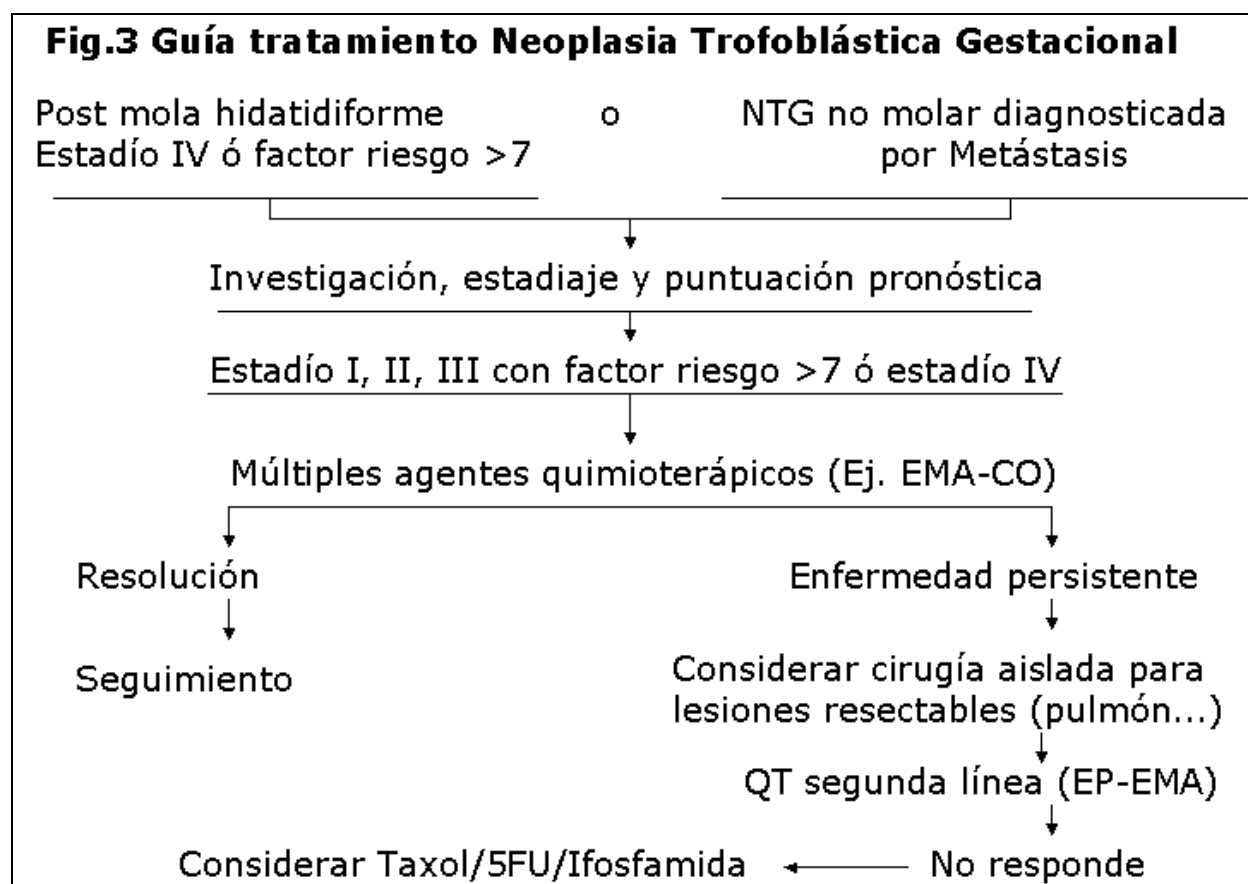 Fig.3 Guía tratamiento Neoplasia Trofoblástica Gestacional
Post mola hidatidiforme
Estadío IV ó factor riesgo >7
o
NTG no molar diagnosticada
por Metástasis
Investigación, estadiaje y puntuación pronóstica
Estadío I, II, III con factor riesgo >7 ó estadío IV
Múltiples agentes quimioterápicos (Ej. EMA-CO)
Resolución
Seguimiento
Enfermedad persistente
Considerar cirugía aislada para
lesiones resectables (pulmón...)
QT segunda línea (EP-EMA)
No responde
Considerar Taxol/5FU/Ifosfamida